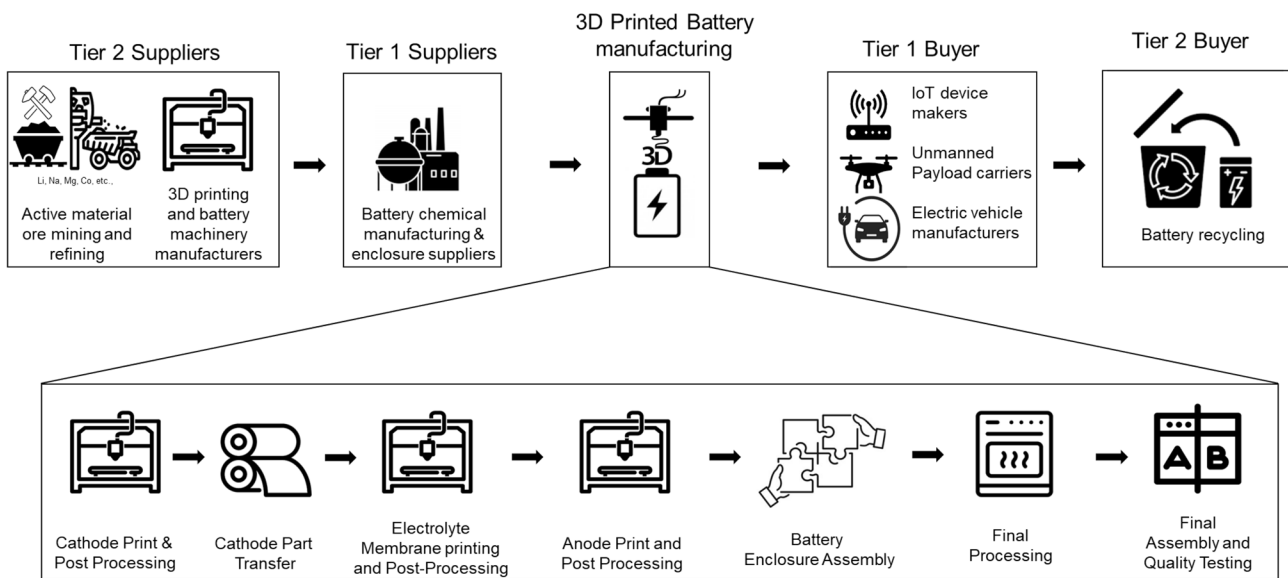 Tier 2 Suppliers
Tier 1 Suppliers
3D Printed Battery
manufacturing
Tier 1 Buyer
Tier 2 Buyer
Li, Na, Mg, Co, etc.,
Active material
ore mining and
refining
3D printing
and battery
machinery
manufacturers
Battery chemical
manufacturing &
enclosure suppliers
3D
IoT device
makers
Unmanned
Payload carriers
Electric vehicle
manufacturers
Battery recycling
Cathode Print &
Post Processing
Cathode Part
Transfer
Electrolyte
Membrane printing
and Post-Processing
Anode Print and
Post Processing
Battery
Enclosure Assembly
Final
Processing
A B
Final
Assembly and
Quality Testing